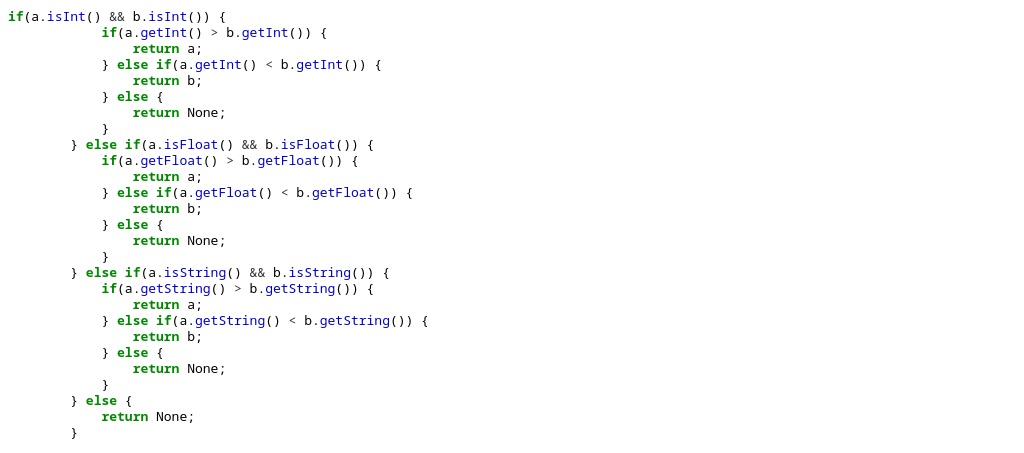 if(a.isInt() && b.isInt()) {
            if(a.getInt() > b.getInt()) {
                return a;
            } else if(a.getInt() < b.getInt()) {
                return b;
            } else {
                return None;
            }
        } else if(a.isFloat() && b.isFloat()) {
            if(a.getFloat() > b.getFloat()) {
                return a;
            } else if(a.getFloat() < b.getFloat()) {
                return b;
            } else {
                return None;
            }
        } else if(a.isString() && b.isString()) {
            if(a.getString() > b.getString()) {
                return a;
            } else if(a.getString() < b.getString()) {
                return b;
            } else {
                return None;
            }
        } else {
            return None;
        }